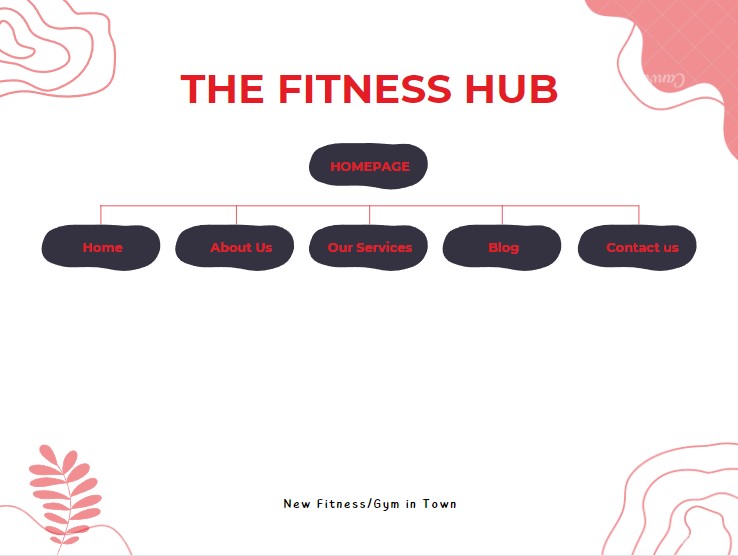 THE FITNESS HUB
HOMEPAGE
Home
About Us
Our Services
Blog
Contact us
New Fitness/Gym in Town